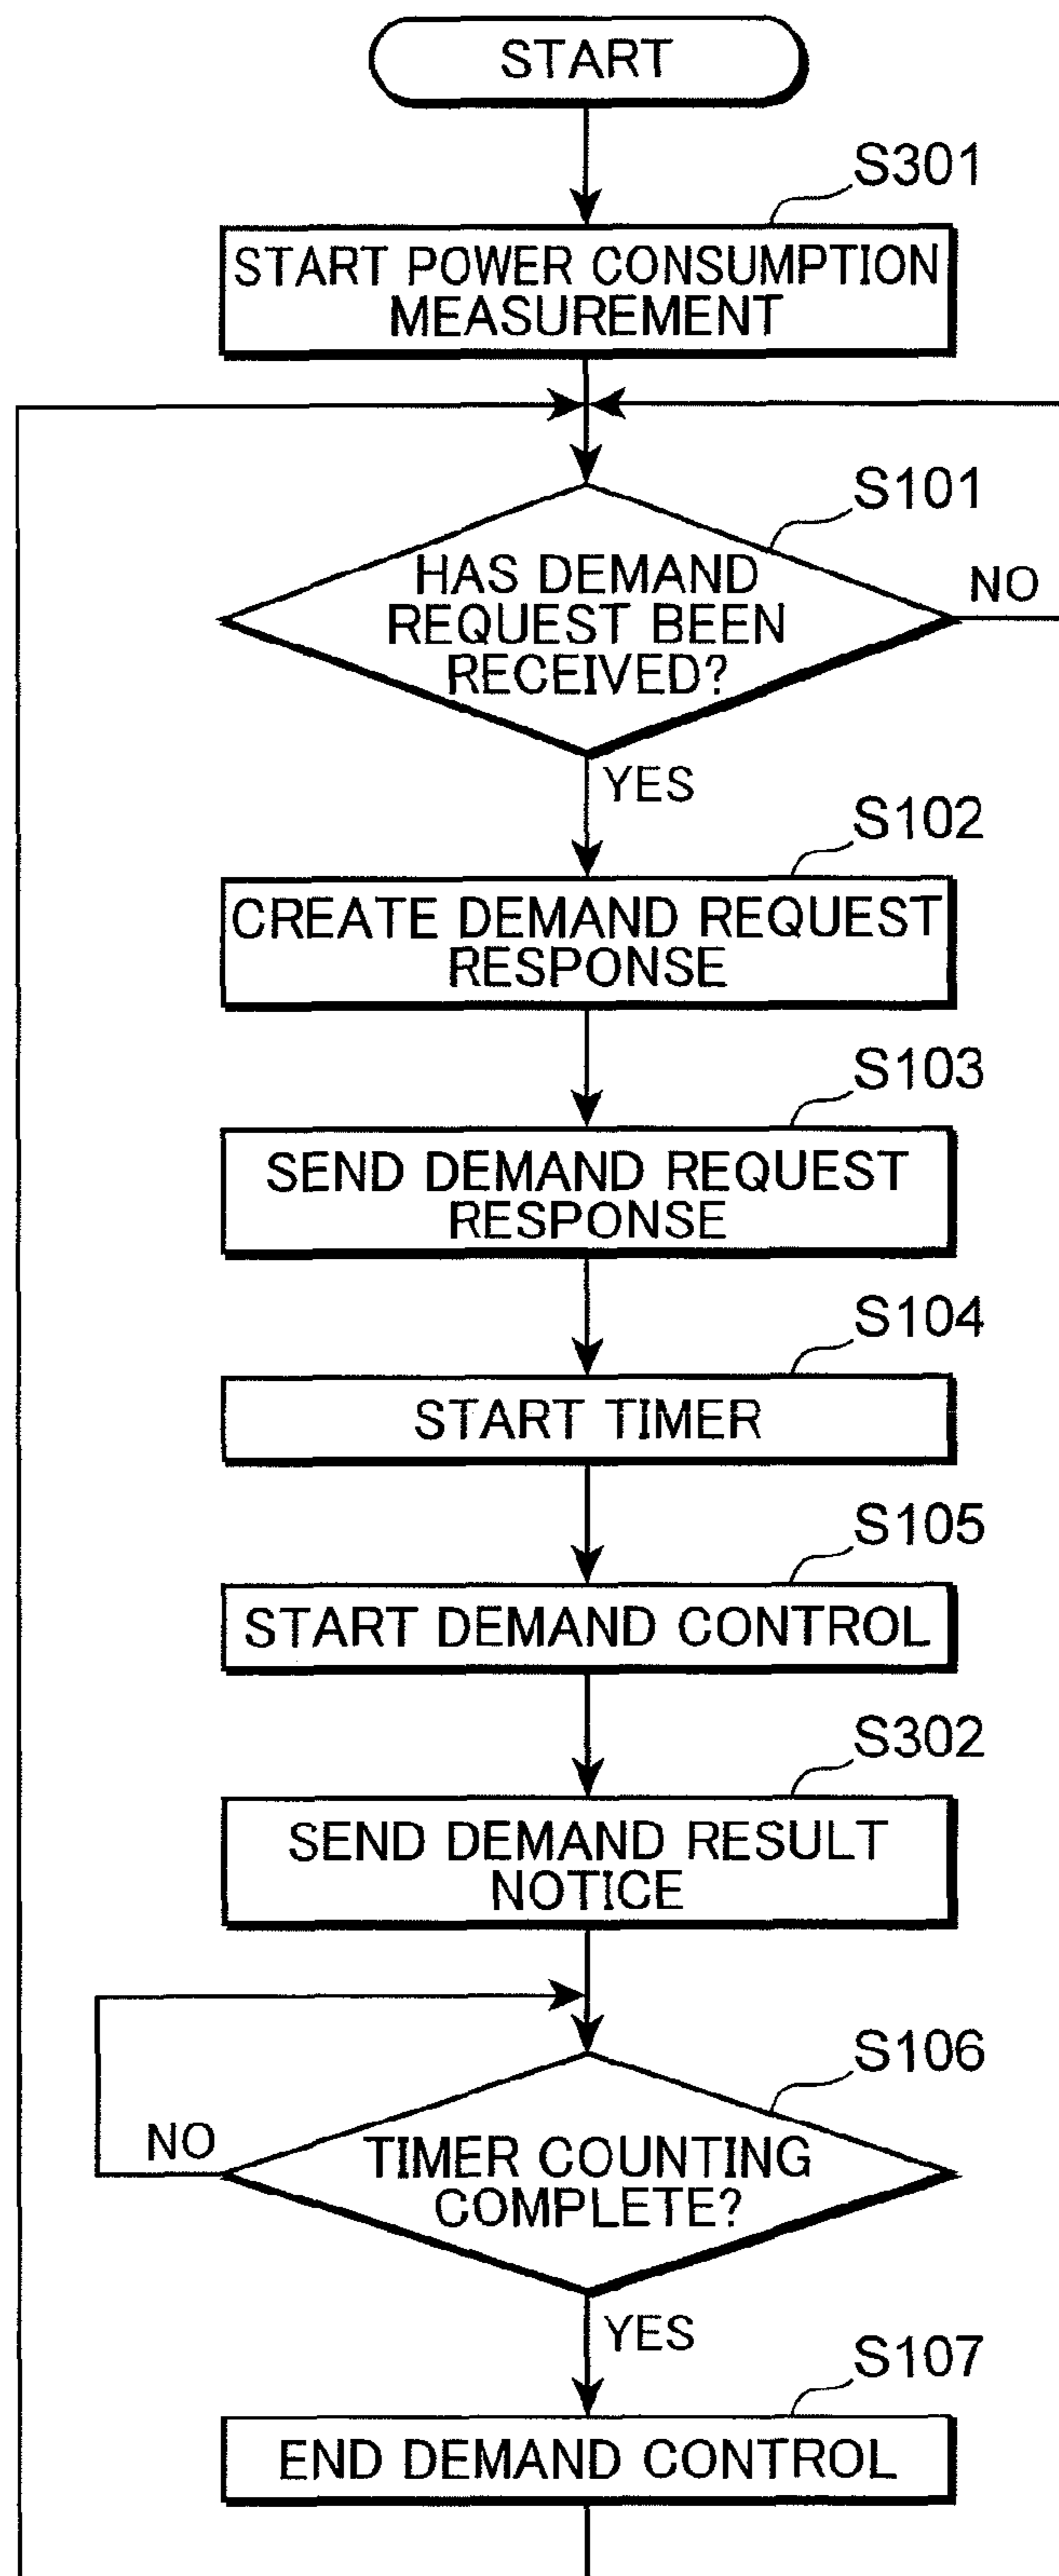 START
S301
START POWER CONSUMPTION
MEASUREMENT
S101
HAS DEMAND
REQUEST BEEN
RECEIVED?
NO
YES
S102
CREATE DEMAND REQUEST
RESPONSE
S103
SEND DEMAND REQUEST
RESPONSE
S104
START TIMER
S105
START DEMAND CONTROL
S302
SEND DEMAND RESULT
NOTICE
S106
NO
TIMER COUNTING
COMPLETE?
YES
S107
END DEMAND CONTROL